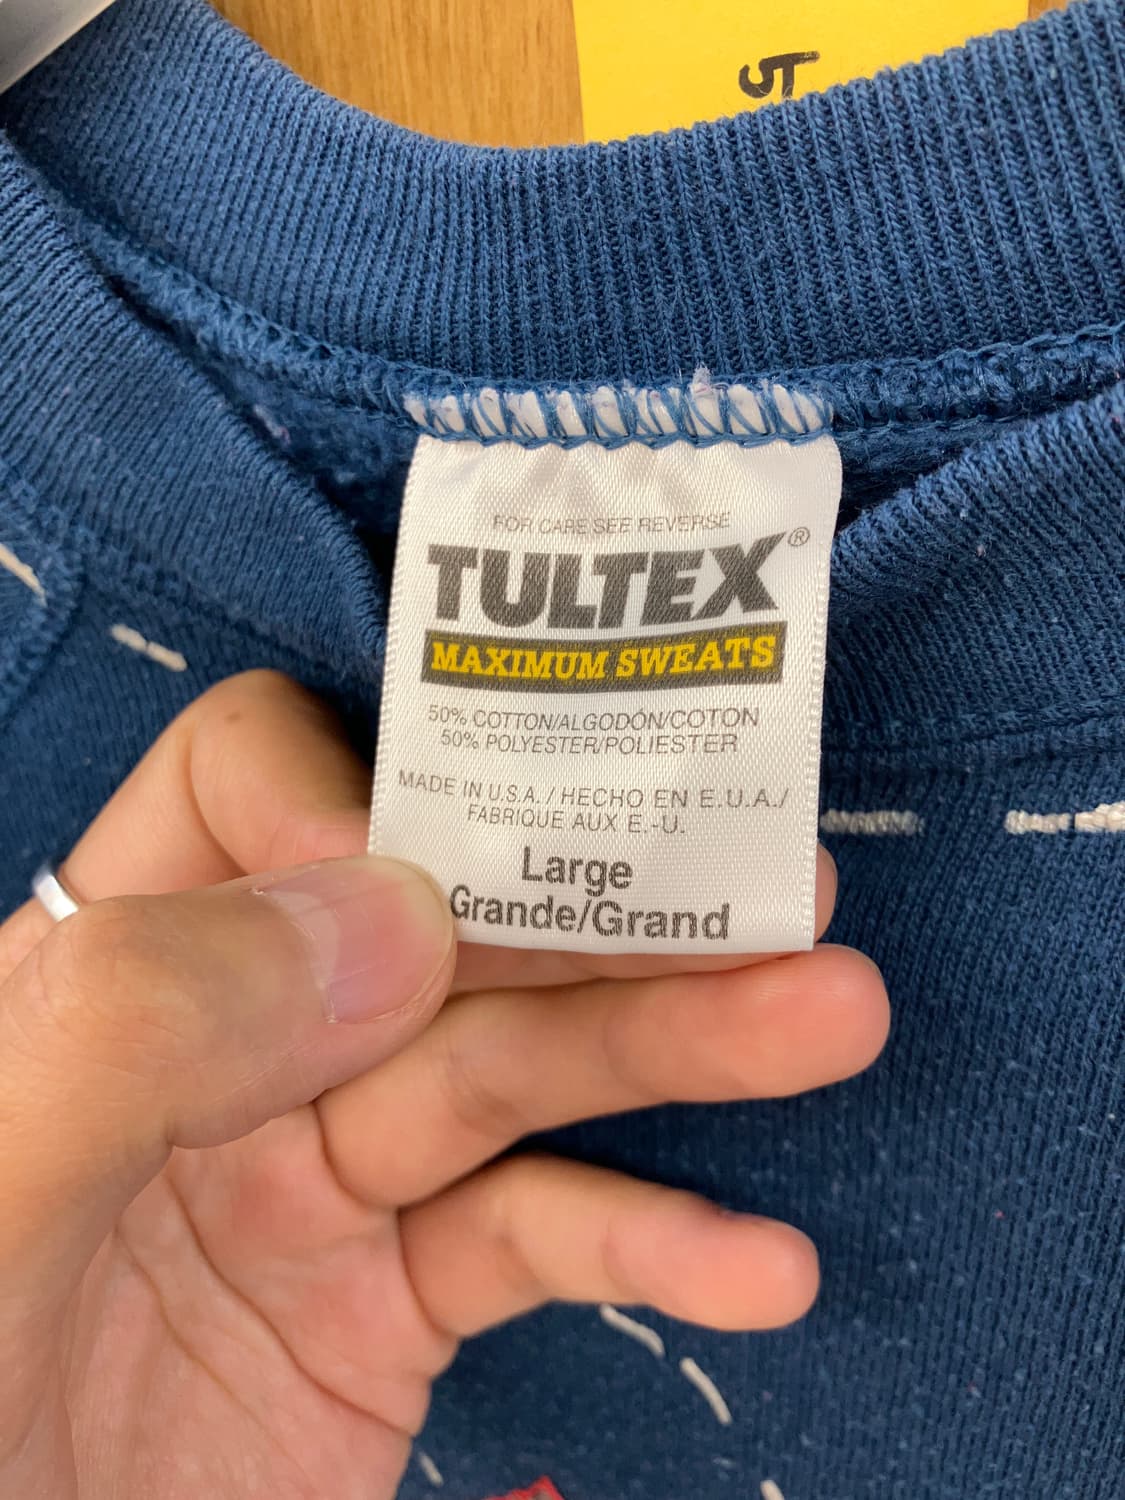 5
FOR CARE SEE REVERSE
TULTEX®
MAXIMUM SWEATS
50% COTTON/ALGODÓN/COTON
50% POLYESTER/POLIESTER
MADE IN U.S.A. / HECHO EN E.U.A./
FABRIQUE AUX E.-U.
Large
Grande/Grand